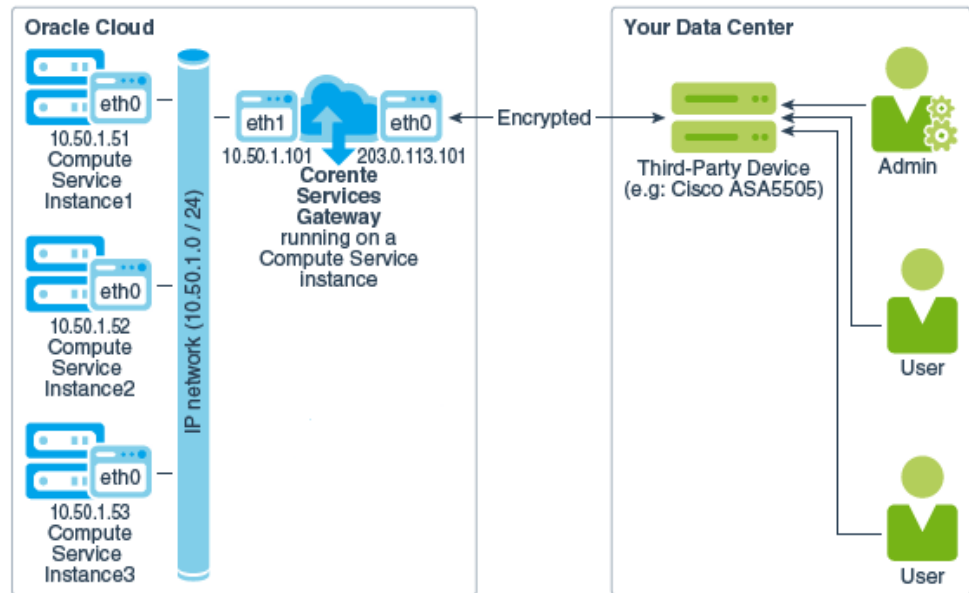 Oracle Cloud
eth0
10.50.1.51
Compute
Service
Instance1
eth0
10.50.1.52
Compute
Service
Instance2
eth0
10.50.1.53
Compute
Service
Instance3
IP network (10.50.1.0 / 24)
eth1
10.50.1.101
eth0
203.0.113.101
Corente
Services
Gateway
running on a
Compute Service
instance
Encrypted
Your Data Center
Third-Party Device
(e.g: Cisco ASA5505)
Admin
User
User